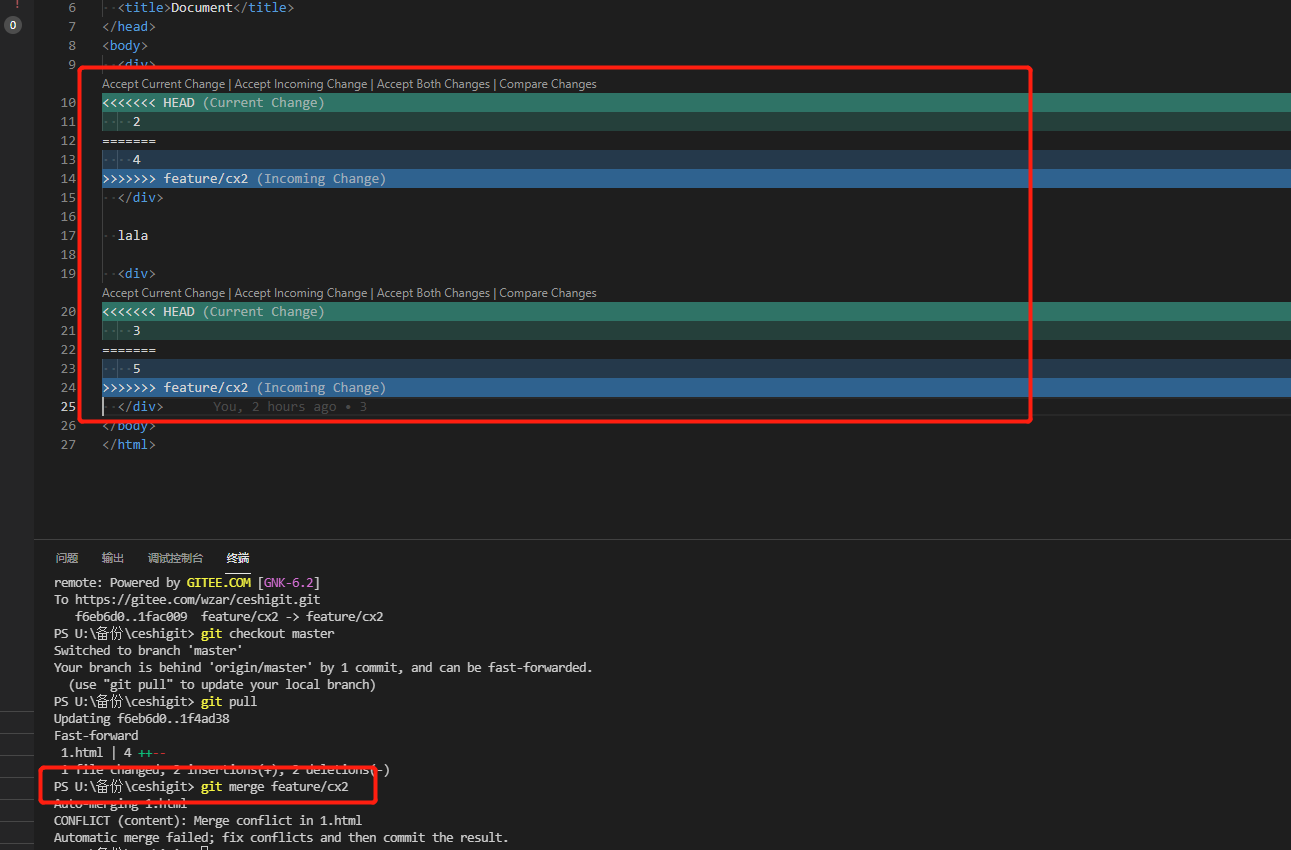 !
0
6 <title>Document</title>
7 </head>
8 <body>
9 <div>
Accept Current Change | Accept Incoming Change | Accept Both Changes | Compare Changes
10 <<<<<<< HEAD (Current Change)
11 2
12 =======
13 4
14 >>>>>>> feature/cx2 (Incoming Change)
15 </div>
16
17 lala
18
19 <div>
Accept Current Change | Accept Incoming Change | Accept Both Changes | Compare Changes
20 <<<<<<< HEAD (Current Change)
21 3
22 =======
23 5
24 >>>>>>> feature/cx2 (Incoming Change)
25 </div> You, 2 hours ago • 3
26 </body>
27 </html>
问题 输出 调试控制台 终端
remote: Powered by GITEE.COM [GNK-6.2]
To https://gitee.com/wzar/ceshigit.git
f6eb6d0..1fac009 feature/cx2 -> feature/cx2
PS U:\备份\ceshigit> git checkout master
Switched to branch 'master'
Your branch is behind 'origin/master' by 1 commit, and can be fast-forwarded.
(use "git pull" to update your local branch)
PS U:\备份\ceshigit> git pull
Updating f6eb6d0..1f4ad38
Fast-forward
1.html | 4 ++--
1 file changed, 2 insertions(+), 2 deletions(-)
PS U:\备份\ceshigit> git merge feature/cx2
Auto-merging 1.html
CONFLICT (content): Merge conflict in 1.html
Automatic merge failed; fix conflicts and then commit the result.